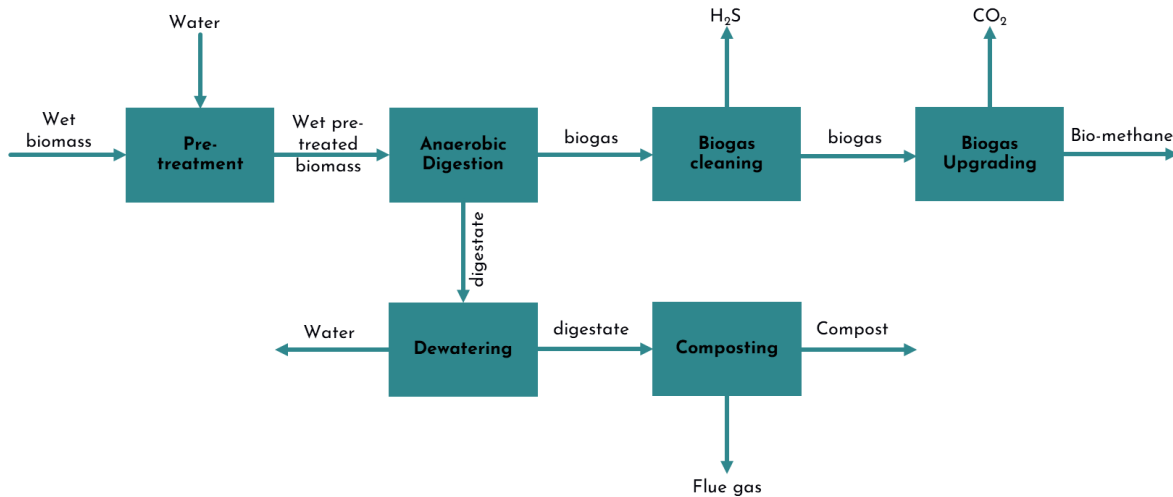 Water
H₂S
CO₂
Wet
biomass
Pre-
treatment
Wet pre-
treated
biomass
Anaerobic
Digestion
biogas
Biogas
cleaning
biogas
Biogas
Upgrading
Bio-methane
digestate
Water
Dewatering
digestate
Composting
Compost
Flue gas